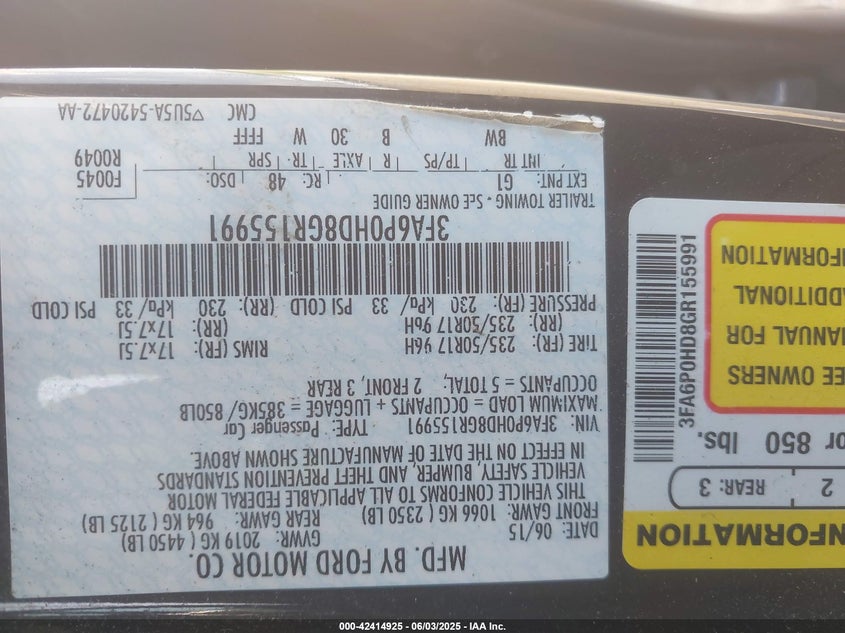 MFD. BY FORD MOTOR CO.
DATE: 06/15 GVWR: 2019 KG ( 4450 LB)
FRONT GAWR: 1066 KG ( 2350 LB) REAR GAWR: 964 KG ( 2125 LB)
THIS VEHICLE CONFORMS TO ALL APPLICABLE FEDERAL MOTOR
VEHICLE SAFETY, BUMPER, AND THEFT PREVENTION STANDARDS
IN EFFECT ON THE DATE OF MANUFACTURE SHOWN ABOVE.
VIN: 3FA6P0HD8GR155991 TYPE: Passenger Car
MAXIMUM LOAD = OCCUPANTS + LUGGAGE = 385KG/ 850LB
OCCUPANTS = 5 TOTAL: 2 FRONT, 3 REAR
TIRE (FR): 235/50R17 96H RIMS (FR): 17x7.5J
(RR): 235/50R17 96H (RR): 17x7.5J
PRESSURE (FR) 230 kPa/ 33 PSI COLD (RR): 230 kPa/ 33 PSI COLD
3FA6P0HD8GR155991
TRAILER TOWING - SEE OWNER GUIDE
EXT PNT: G1 RC: 48 DSO: F0045
INT TR TP/PS R AXLE TR SPR R0049
BW B 30 W FFFF
CMC 5U5A-5420472-AA
NFORMATION
2 REAR: 3
or 850 lbs.
EE OWNERS
MANUAL FOR
ADDITIONAL
NFORMATION
3FA6P0HD8GR155991
000-42414925 | 06/03/2025 - IAA Inc.